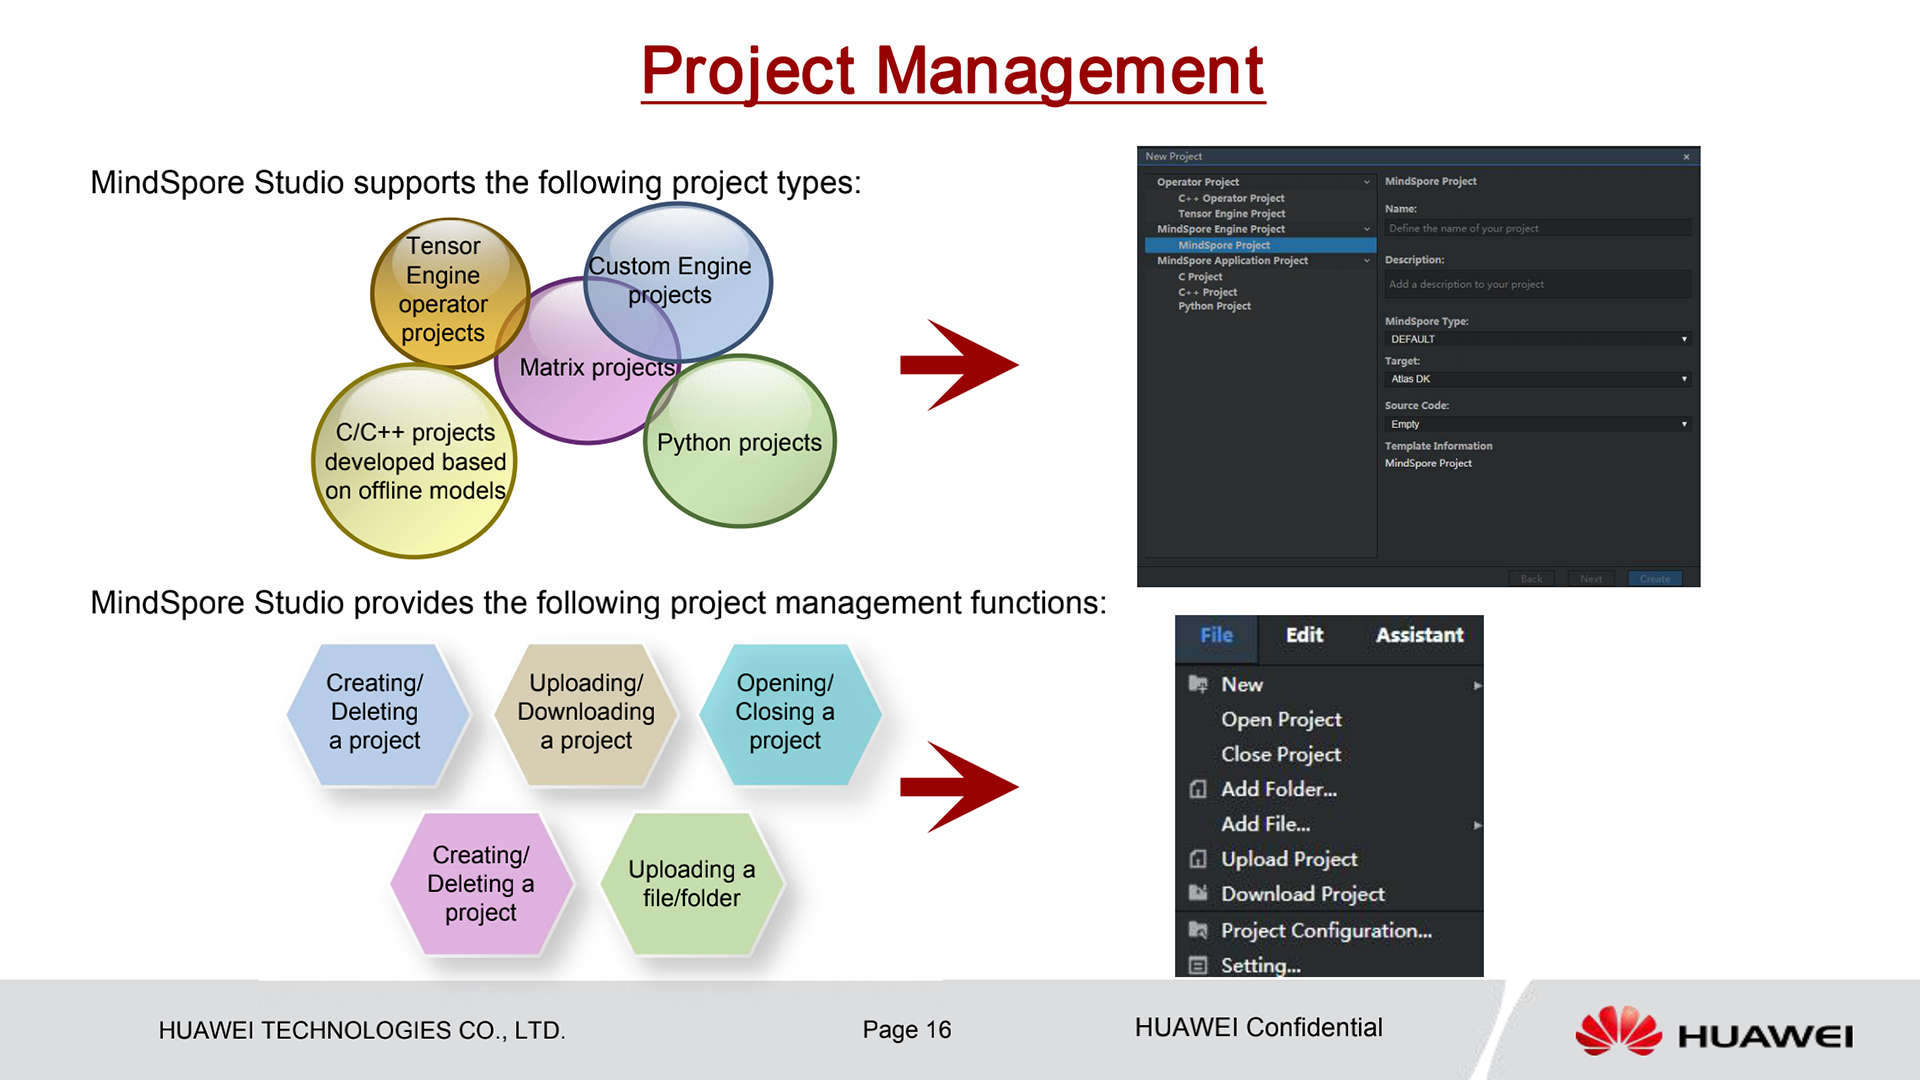 Project Management
MindSpore Studio supports the following project types:
Tensor
Engine
operator
projects
Custom Engine
projects
Matrix projects
C/C++ projects
developed based
on offline models
Python projects
New Project
×
Operator Project
C++ Operator Project
Tensor Engine Project
MindSpore Engine Project
MindSpore Project
MindSpore Application Project
C Project
C++ Project
Python Project
MindSpore Project
Name:
Define the name of your project
Description:
Add a description to your project
MindSpore Type:
DEFAULT
Target:
Atlas DK
Source Code:
Empty
Template Information
MindSpore Project
Back
Next
Create
MindSpore Studio provides the following project management functions:
Creating/
Deleting
a project
Uploading/
Downloading
a project
Opening/
Closing a
project
Creating/
Deleting a
project
Uploading a
file/folder
File Edit Assistant
New
Open Project
Close Project
Add Folder...
Add File...
Upload Project
Download Project
Project Configuration...
Setting...
HUAWEI TECHNOLOGIES CO., LTD.
Page 16
HUAWEI Confidential
HUAWEI